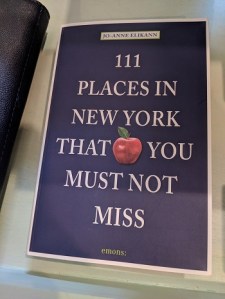 JO-ANNE ELIKANN
111
PLACES IN
NEW YORK
THAT YOU
MUST NOT
MISS
emons: